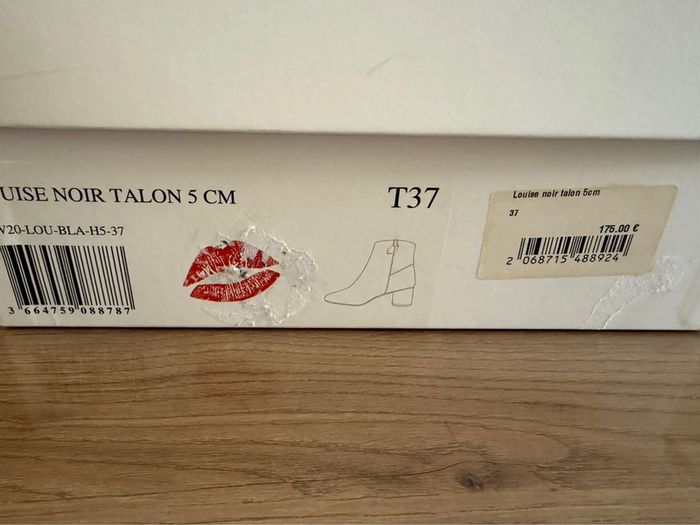 UISE NOIR TALON 5 CM
T37
W20-LOU-BLA-H5-37
3 664759 088787
Louise noir talon 5cm
37
175.00 €
2 068715 488924